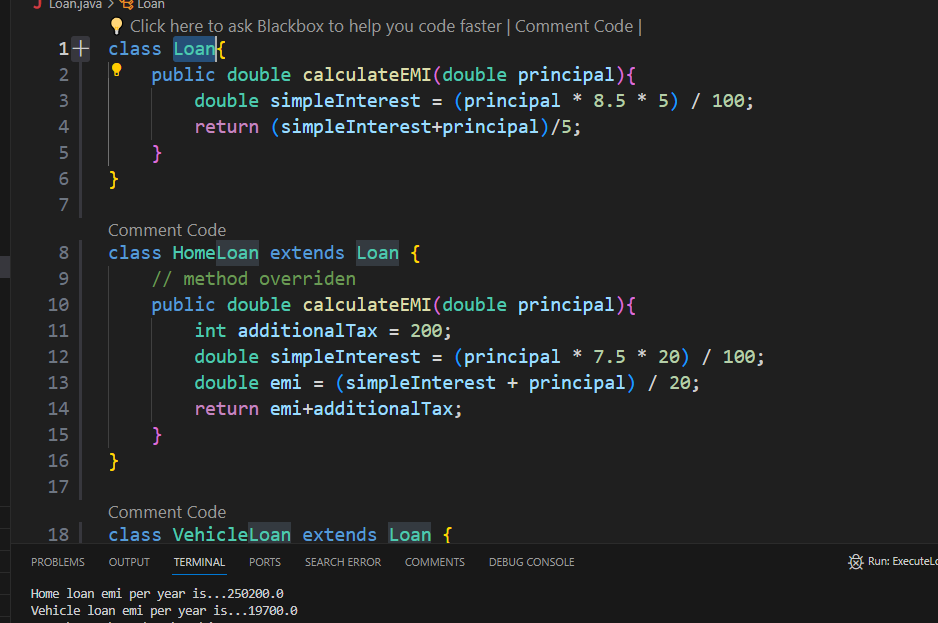 Loan.java > Loan
Click here to ask Blackbox to help you code faster | Comment Code |
1 class Loan{
2 public double calculateEMI(double principal){
3 double simpleInterest = (principal * 8.5 * 5) / 100;
4 return (simpleInterest+principal)/5;
5 }
6 }
7
Comment Code
8 class HomeLoan extends Loan {
9 // method overriden
10 public double calculateEMI(double principal){
11 int additionalTax = 200;
12 double simpleInterest = (principal * 7.5 * 20) / 100;
13 double emi = (simpleInterest + principal) / 20;
14 return emi+additionalTax;
15 }
16 }
17
Comment Code
18 class VehicleLoan extends Loan {
PROBLEMS OUTPUT TERMINAL PORTS SEARCH ERROR COMMENTS DEBUG CONSOLE Run: ExecuteLo
Home loan emi per year is...250200.0
Vehicle loan emi per year is...19700.0